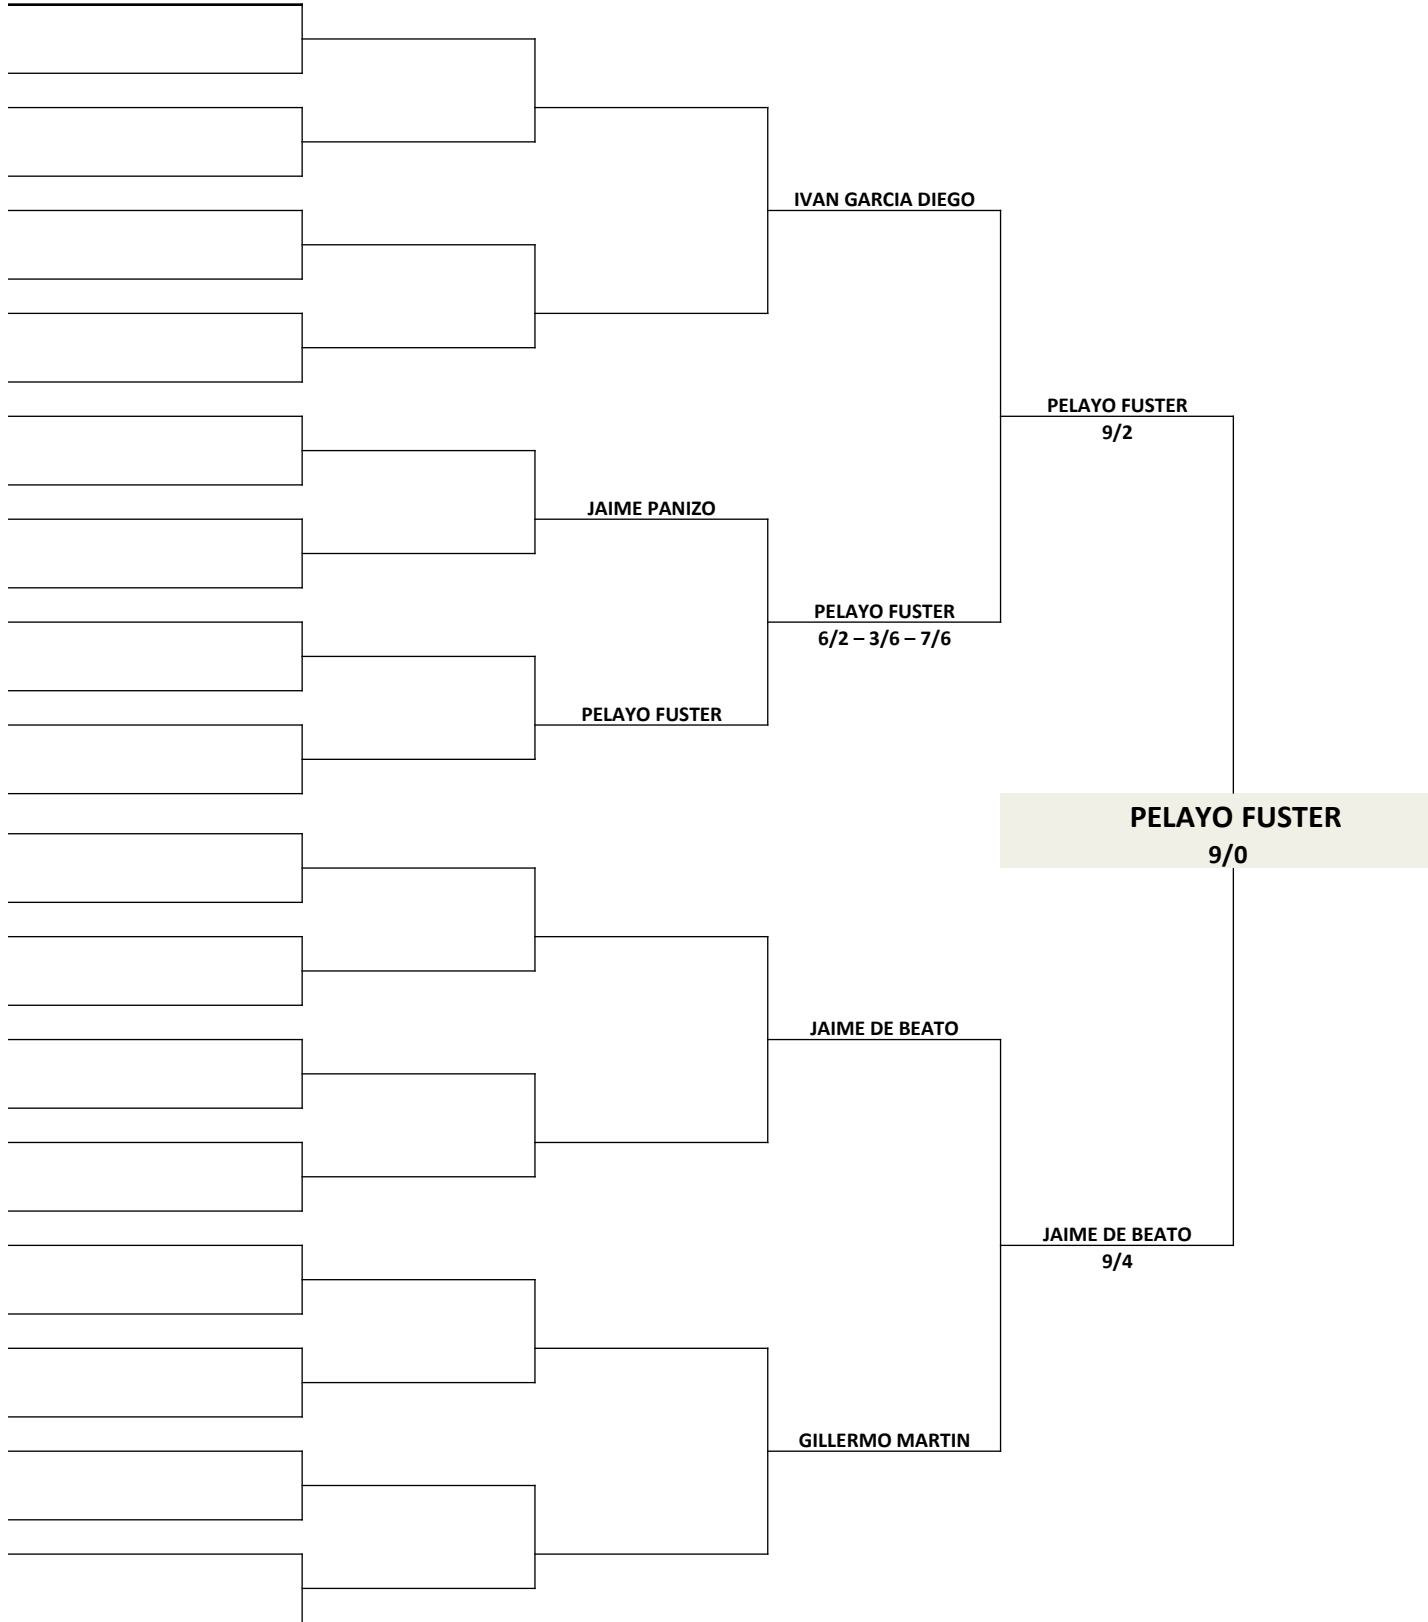 IVAN GARCIA DIEGO
PELAYO FUSTER
9/2
JAIME PANIZO
PELAYO FUSTER
6/2 – 3/6 – 7/6
PELAYO FUSTER
PELAYO FUSTER
9/0
JAIME DE BEATO
JAIME DE BEATO
9/4
GILLERMO MARTIN